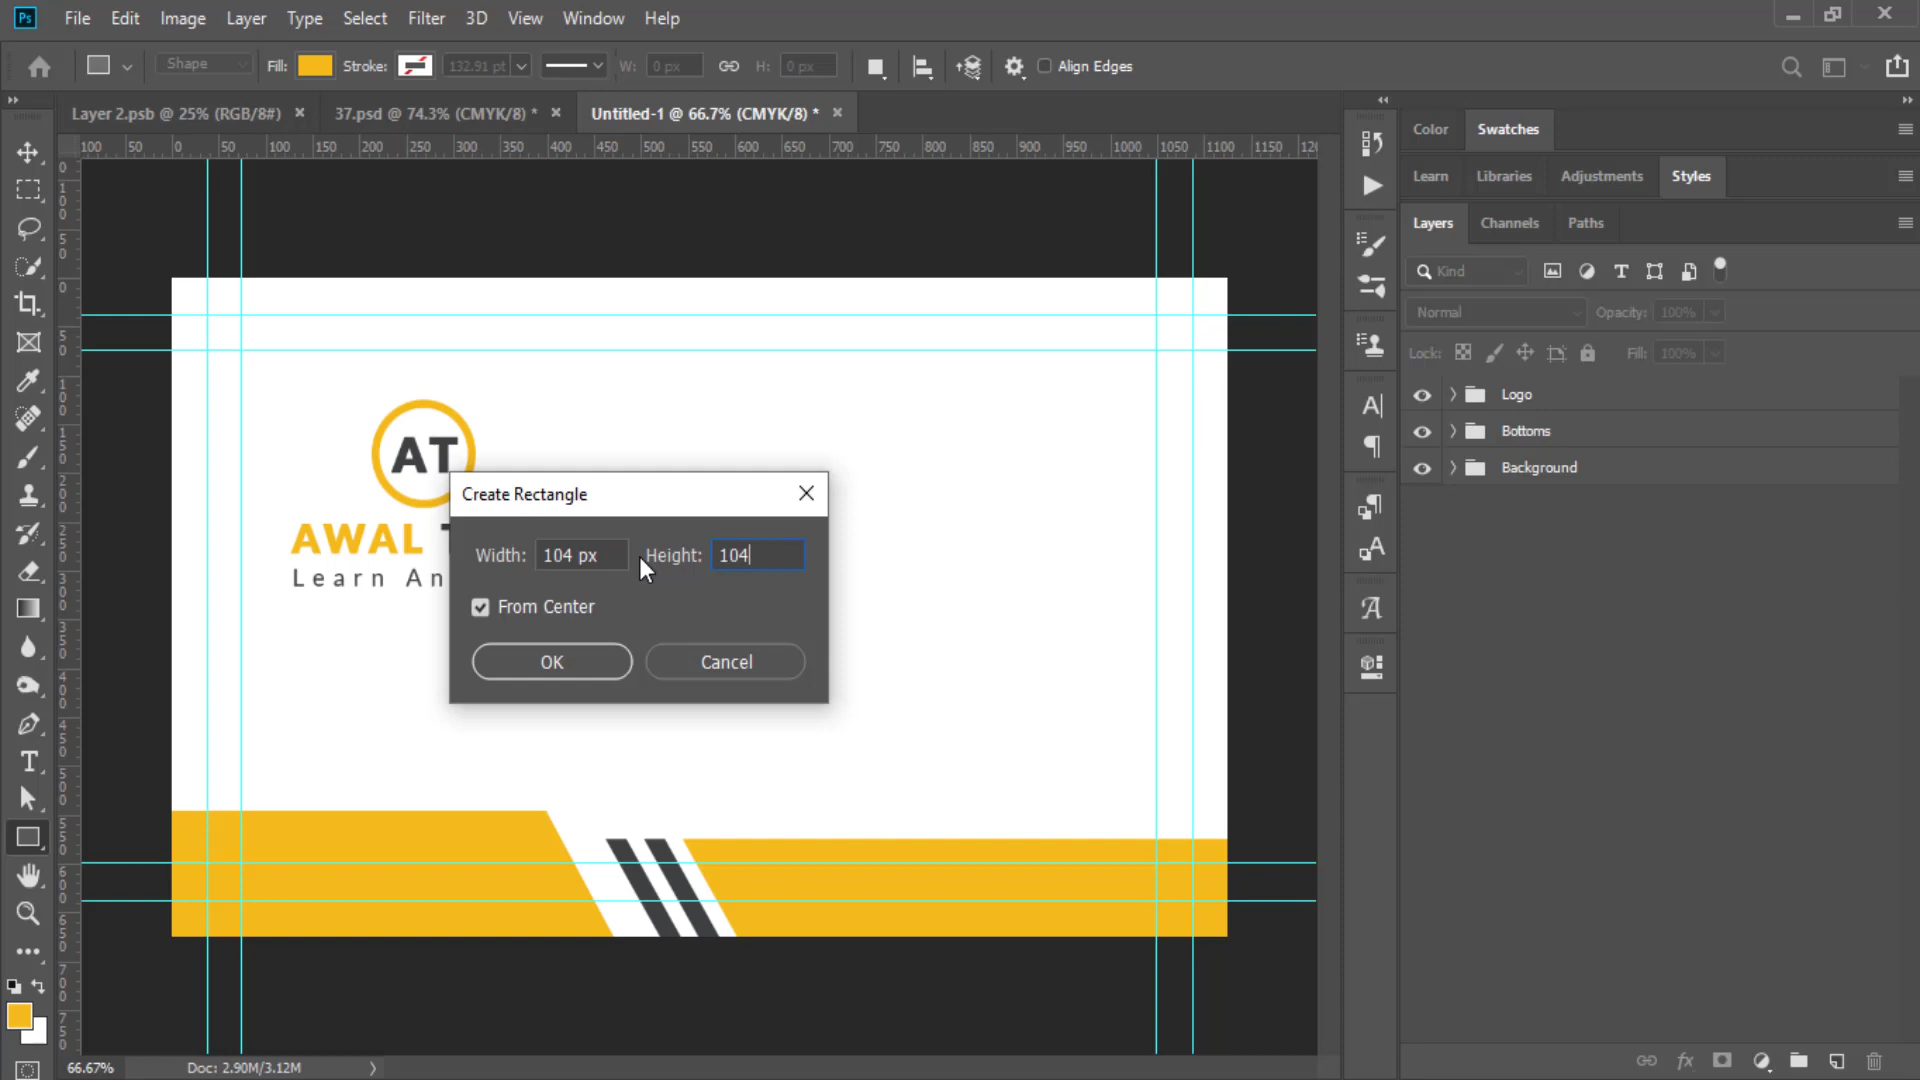 Ps File Edit Image Layer Type Select Filter 3D View Window Help
Shape Fill: Stroke: 132.91 pt W: 0 px H: 0 px Align Edges
Layer 2.psb @ 25% (RGB/8#) × 37.psd @ 74.3% (CMYK/8) * × Untitled-1 @ 66.7% (CMYK/8) * ×
100 50 0 50 100 150 200 250 300 350 400 450 500 550 600 650 700 750 800 850 900 950 1000 1050 1100 1150
Color Swatches
Learn Libraries Adjustments Styles
Layers Channels Paths
Kind
Normal Opacity: 100%
Lock: Fill: 100%
Logo
Bottoms
Background
AT
AWAL
Learn An
Create Rectangle
Width: 104 px Height: 104
From Center
OK Cancel
66.67% Doc: 2.90M/3.12M